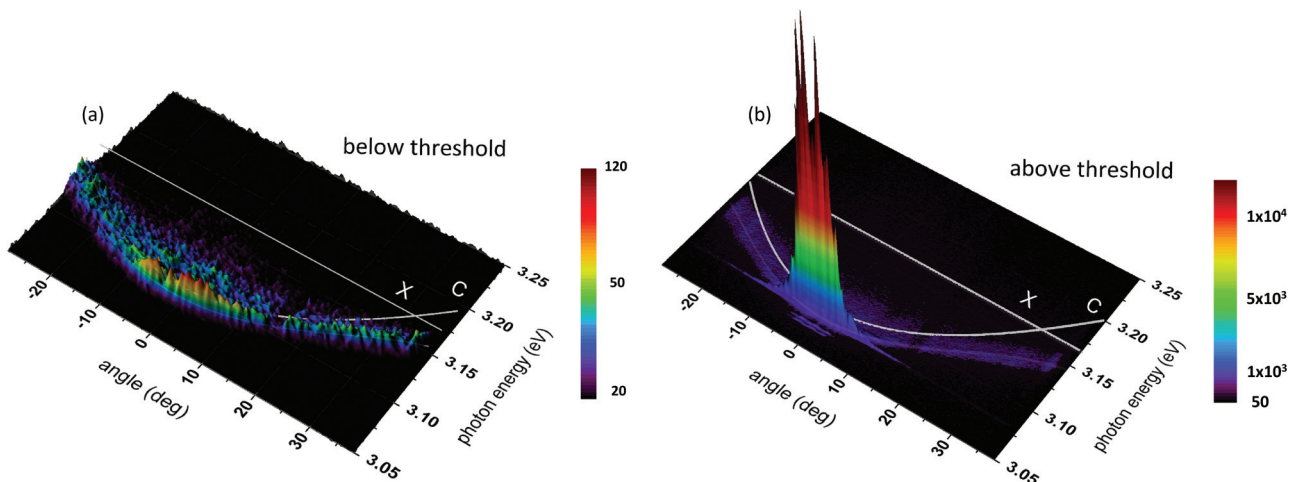 (a)
below threshold
120
50
20
X
C
3.25
3.20
3.15
3.10
3.05
photon energy (eV)
-20
-10
0
10
20
30
angle (deg)
(b)
above threshold
1x10⁴
5x10³
1x10³
50
X
C
3.25
3.20
3.15
3.10
3.05
photon energy (eV)
-20
-10
0
10
20
30
angle (deg)